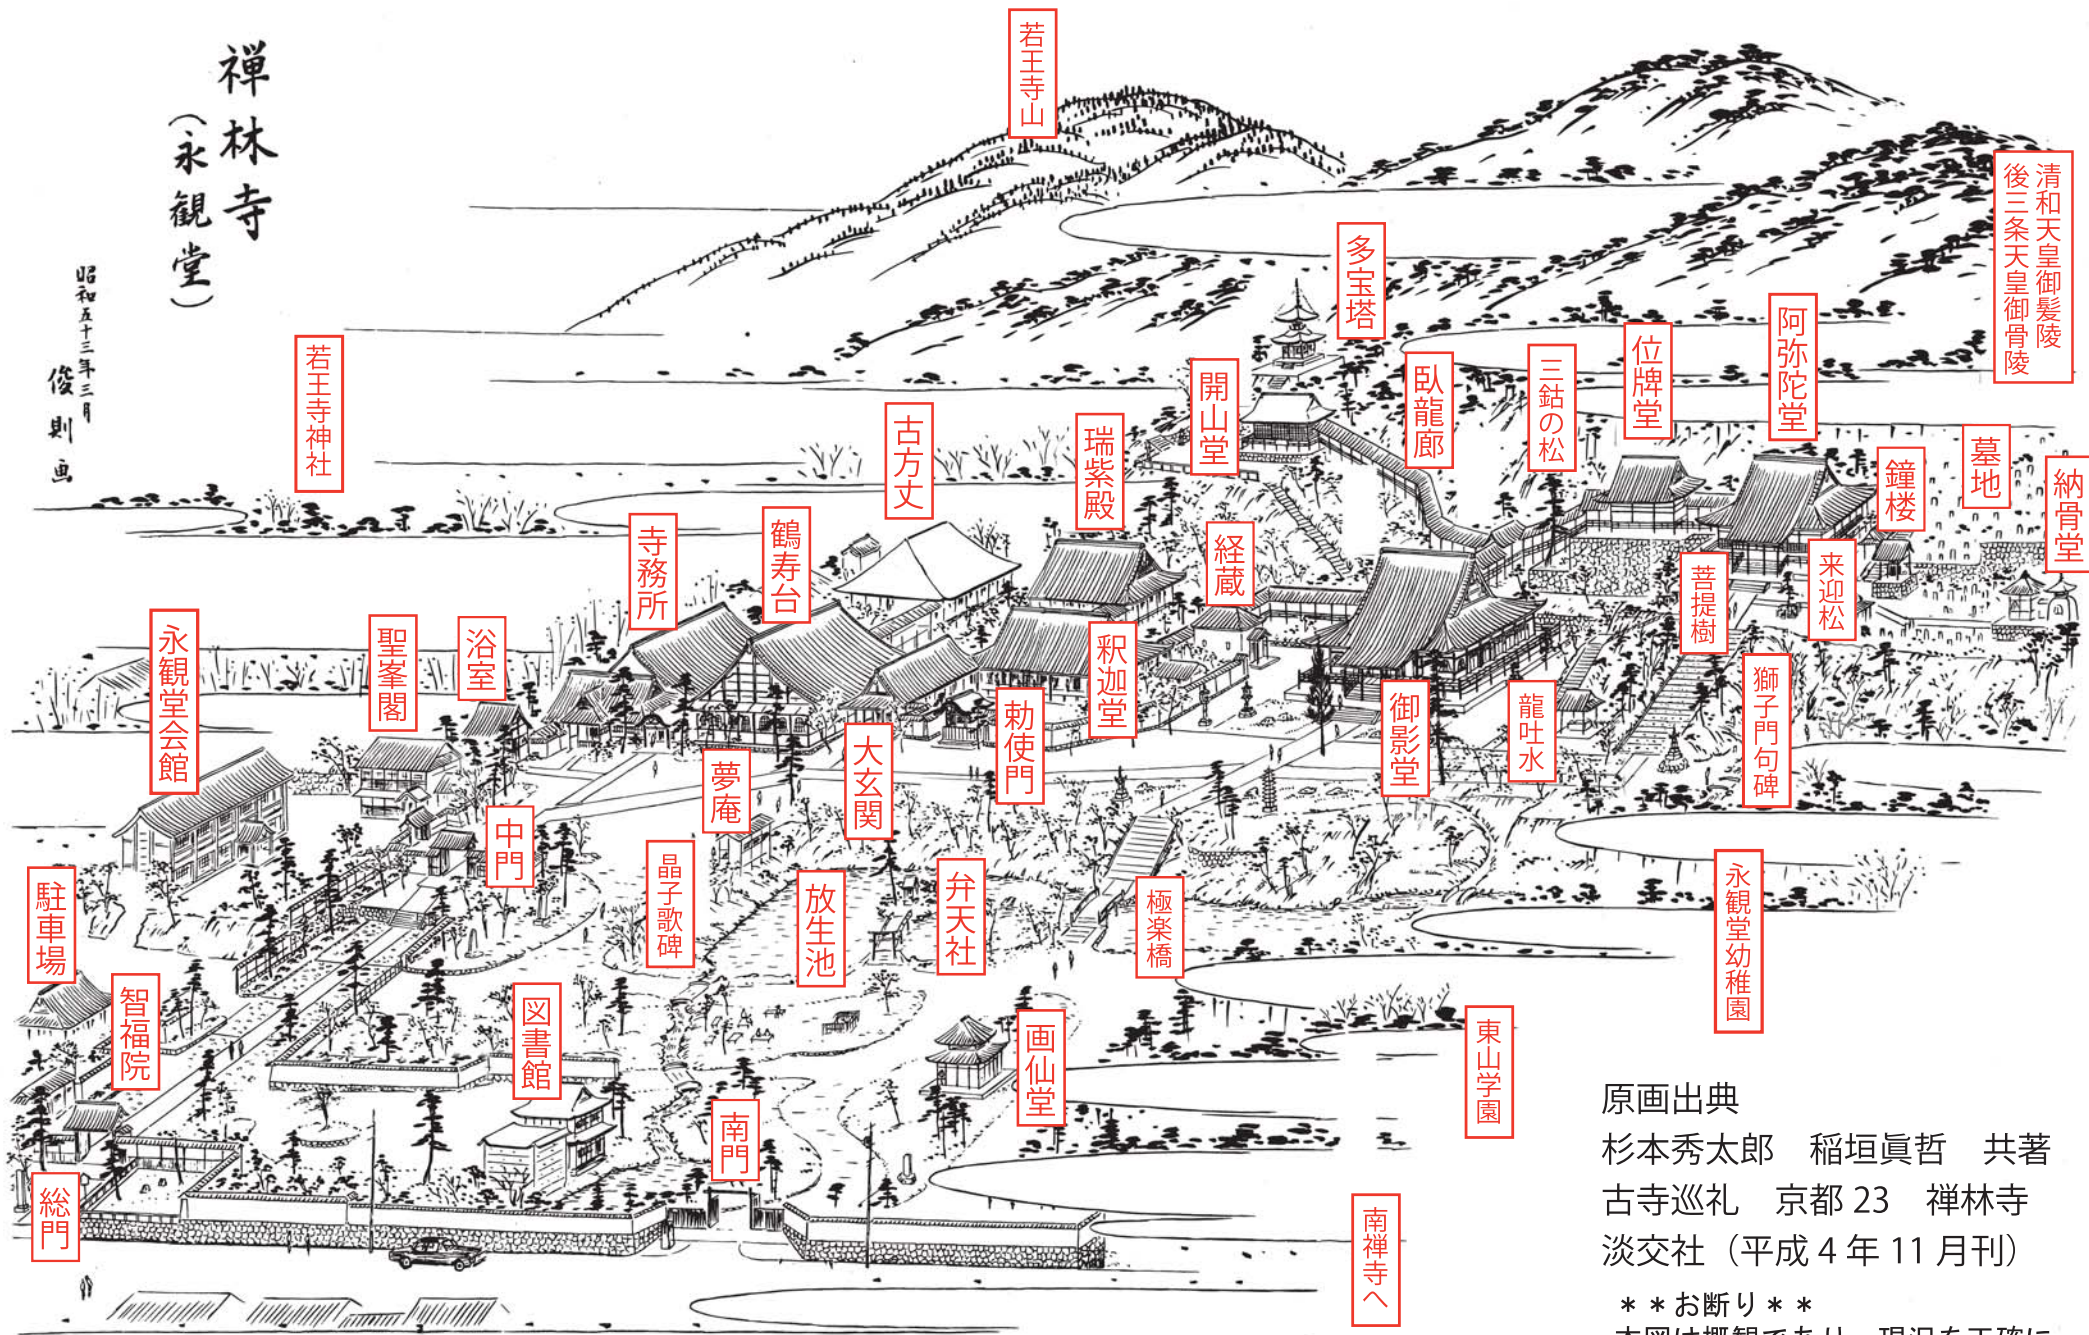 禅林寺
(永観堂)
昭和五十三年三月
俊則画
若王寺山
清和天皇御髪陵
後三条天皇御骨陵
多宝塔
阿弥陀堂
位牌堂
三鈷の松
臥龍廊
開山堂
若王寺神社
古方丈
瑞紫殿
鐘楼
墓地
納骨堂
寺務所
鶴寿台
経蔵
菩提樹
来迎松
永観堂会館
聖峯閣
浴室
釈迦堂
勅使門
御影堂
龍吐水
獅子門句碑
大玄関
夢庵
中門
晶子歌碑
放生池
弁天社
極楽橋
永観堂幼稚園
駐車場
智福院
図書館
画仙堂
東山学園
南門
総門
南禅寺へ
原画出典
杉本秀太郎　稲垣眞哲　共著
古寺巡礼　京都 23　禅林寺
淡交社（平成 4 年 11 月刊）
＊＊お断り＊＊